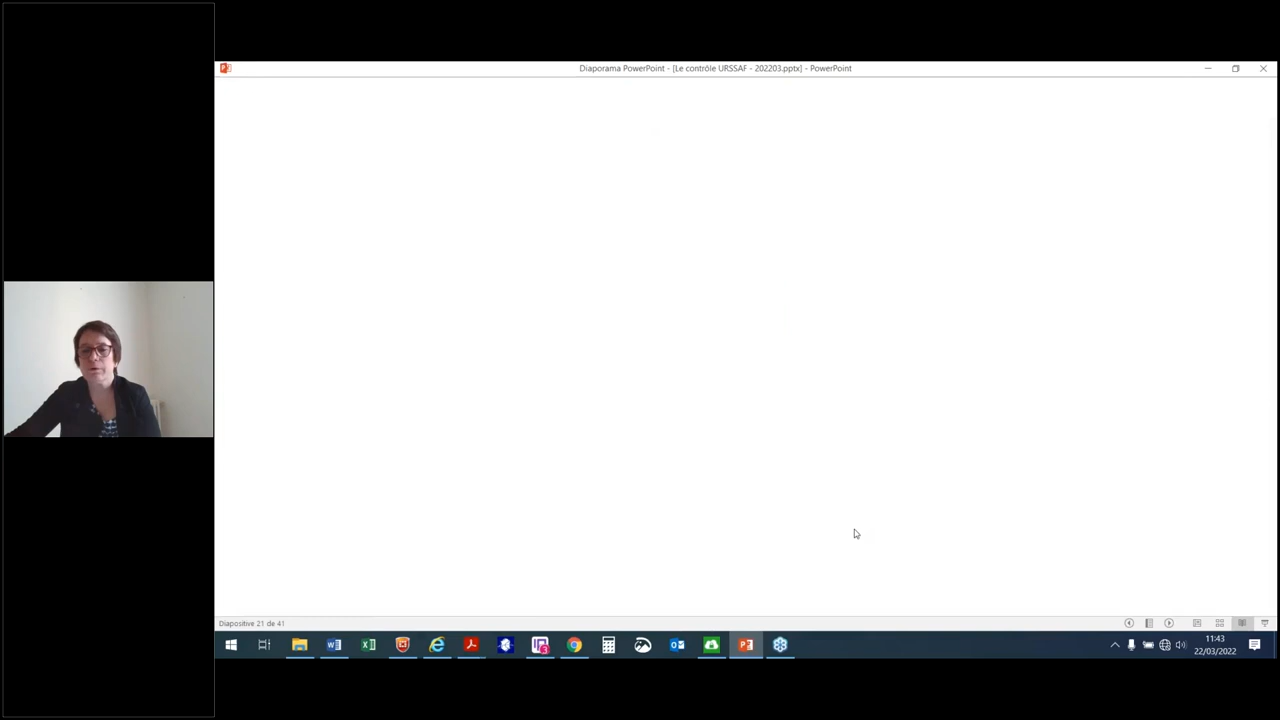 Diaporama PowerPoint - [Le contrôle URSSAF - 202203.pptx] - PowerPoint
Diapositive 21 de 41
11:43
22/03/2022